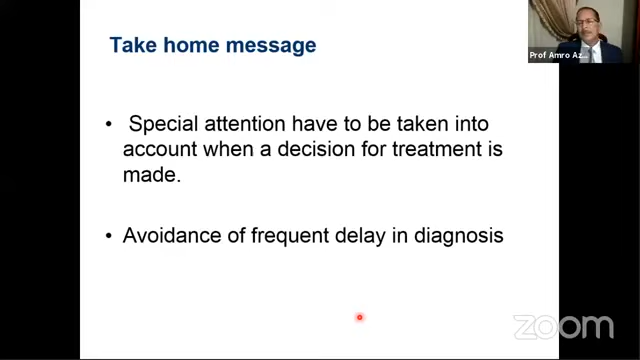 Take home message
Prof Amro Az...
• Special attention have to be taken into
account when a decision for treatment is
made.
• Avoidance of frequent delay in diagnosis
zoom